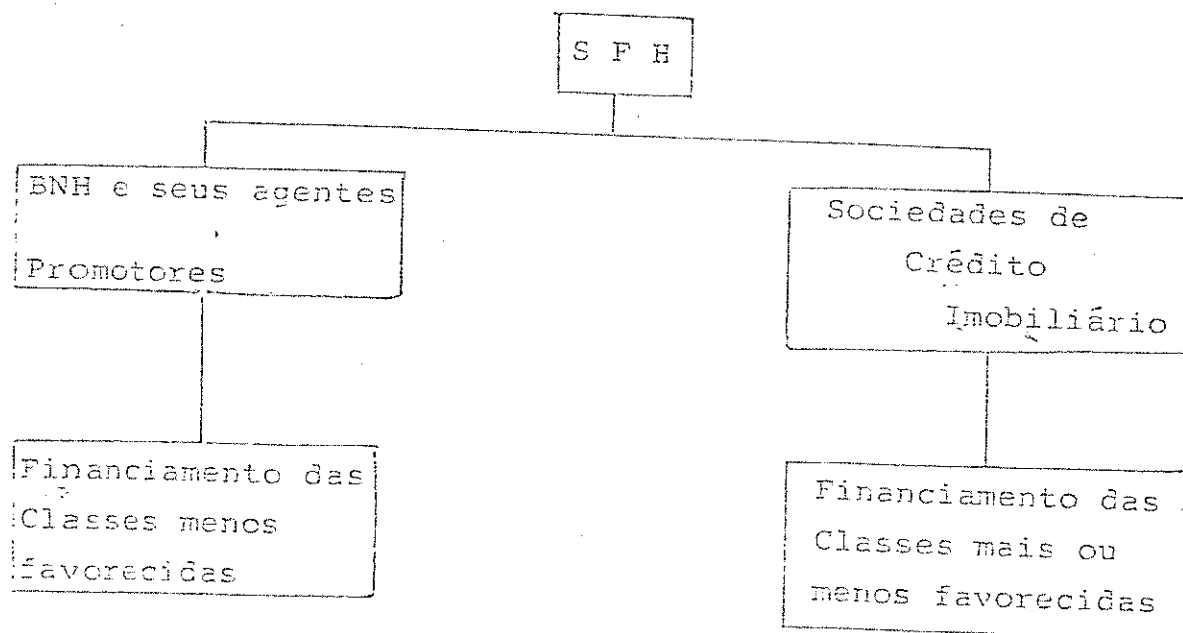 S F H
BNH e seus agentes
Promotores
Sociedades de
Crédito
Imobiliário
Financiamento das
Classes menos
favorecidas
Financiamento das
Classes mais ou
menos favorecidas